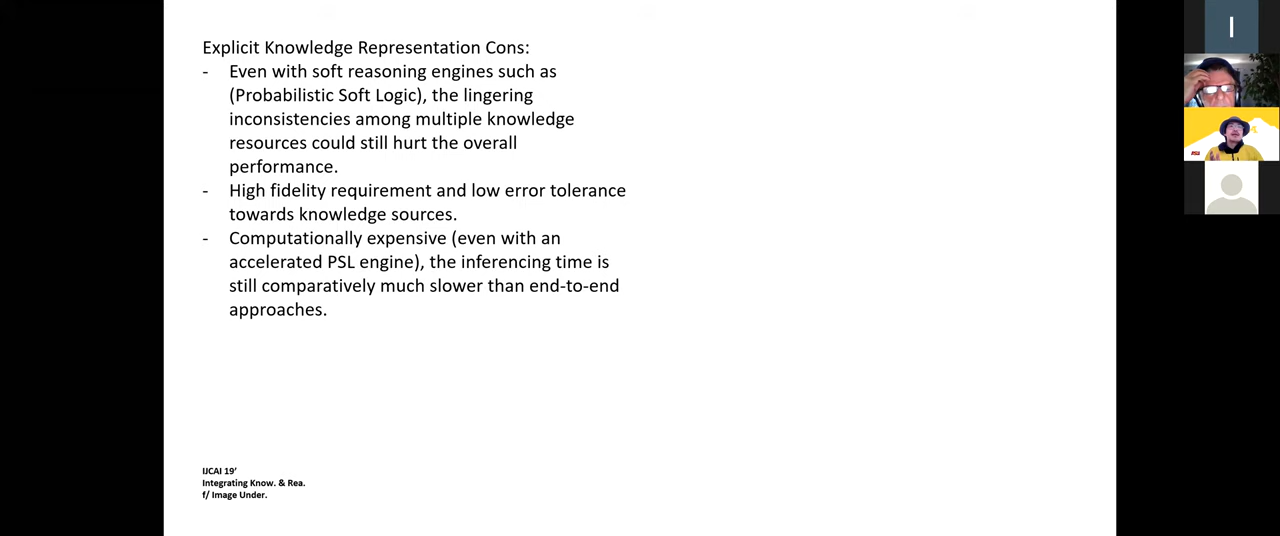 Explicit Knowledge Representation Cons:
- Even with soft reasoning engines such as
(Probabilistic Soft Logic), the lingering
inconsistencies among multiple knowledge
resources could still hurt the overall
performance.
- High fidelity requirement and low error tolerance
towards knowledge sources.
- Computationally expensive (even with an
accelerated PSL engine), the inferencing time is
still comparatively much slower than end-to-end
approaches.
IJCAI 19’
Integrating Know. & Rea.
f/ Image Under.
I
ASU